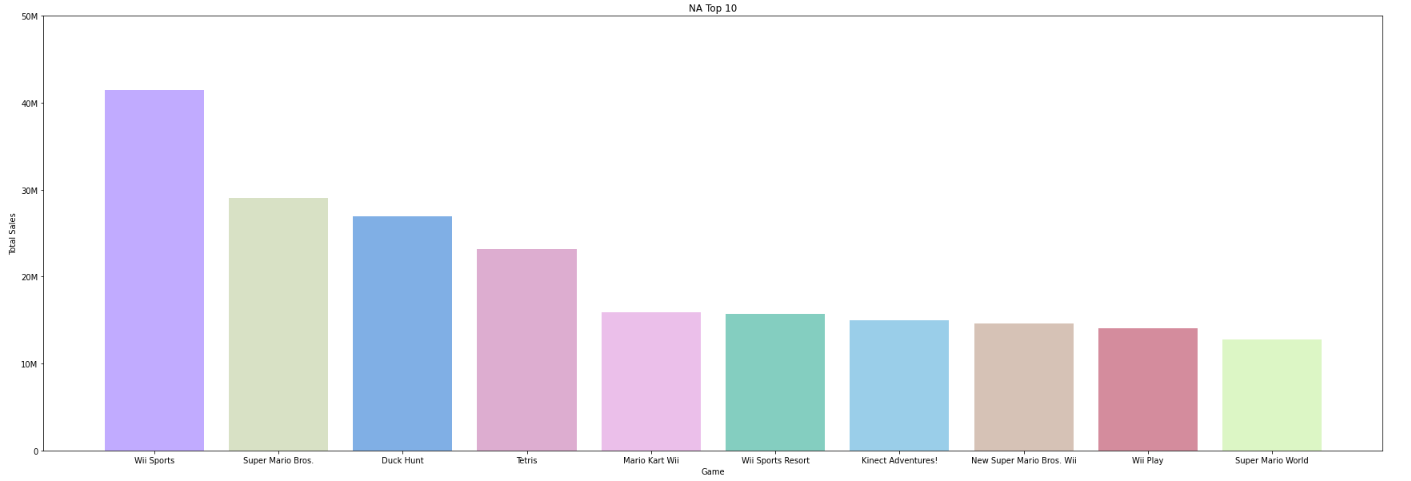 NA Top 10
50M
40M
30M
20M
10M
0
Total Sales
Wii Sports
Super Mario Bros.
Duck Hunt
Tetris
Mario Kart Wii
Wii Sports Resort
Kinect Adventures!
New Super Mario Bros. Wii
Wii Play
Super Mario World
Game